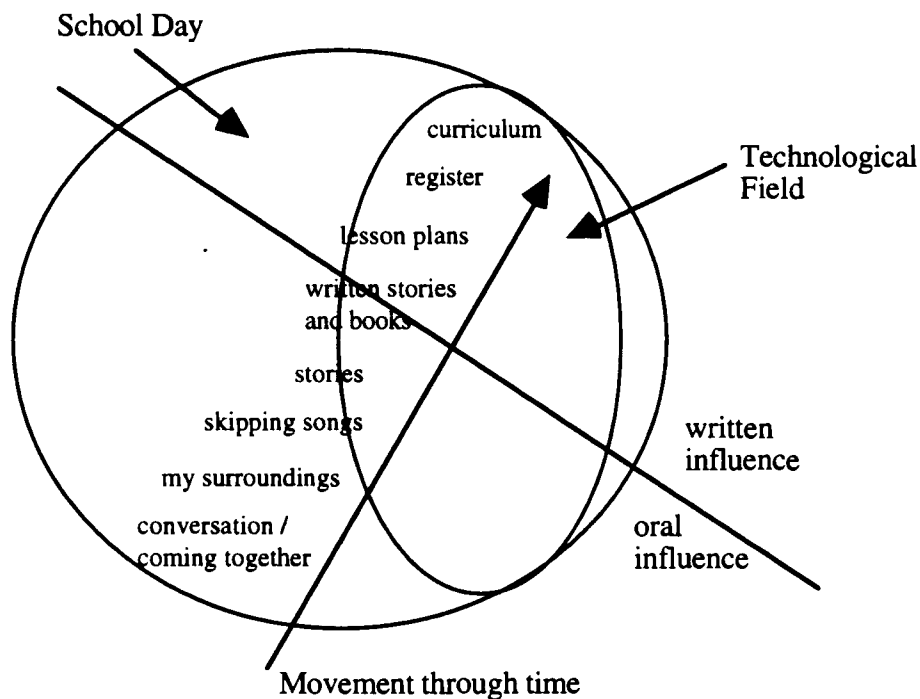 School Day
curriculum
Technological
Field
register
lesson plans
written stories
and books
stories
skipping songs
written
influence
my surroundings
conversation /
coming together
oral
influence
Movement through time